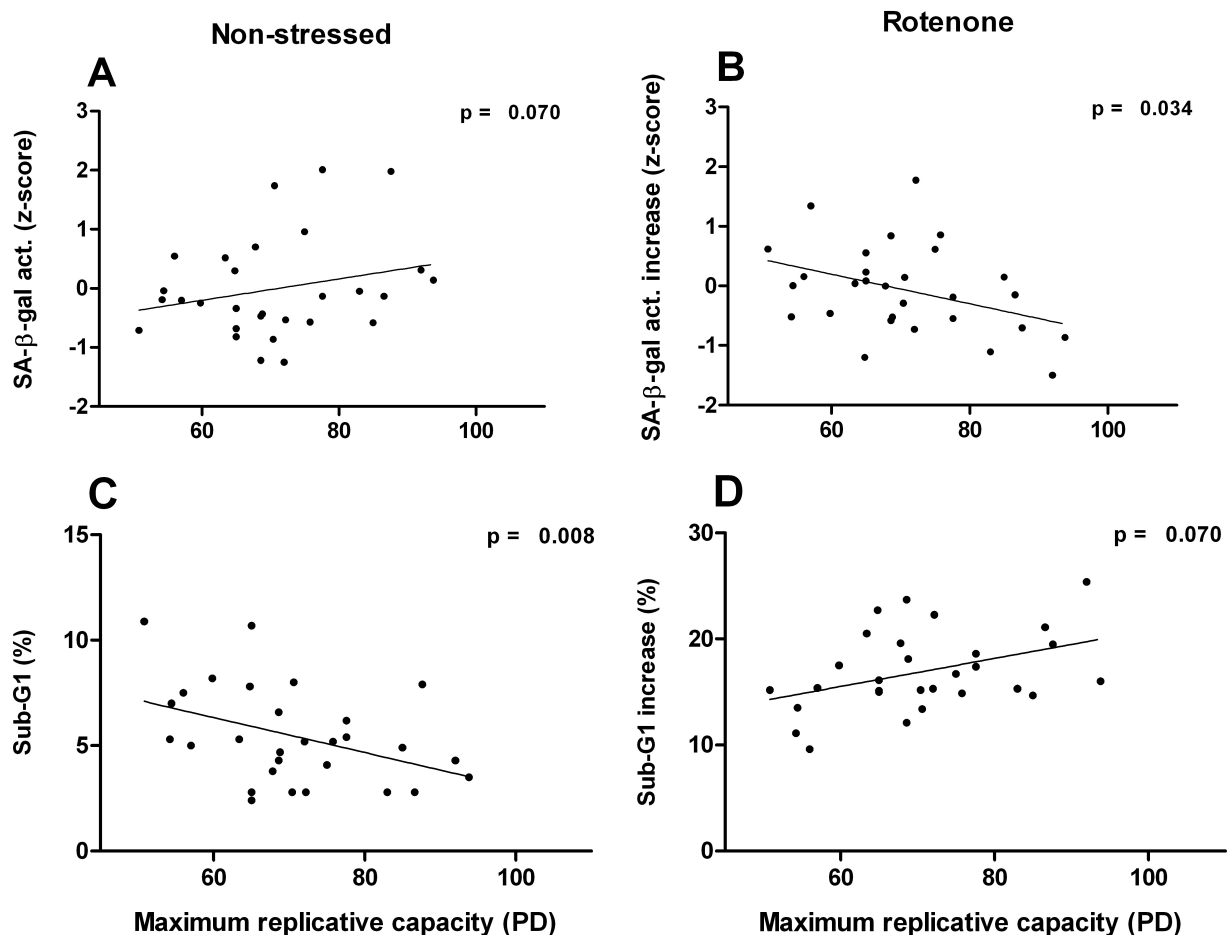 Non-stressed
Rotenone
A
p = 0.070
SA-β-gal act. (z-score)
3
2
1
0
-1
-2
60
80
100
B
p = 0.034
SA-β-gal act. increase (z-score)
3
2
1
0
-1
-2
60
80
100
C
p = 0.008
Sub-G1 (%)
15
10
5
0
60
80
100
Maximum replicative capacity (PD)
D
p = 0.070
Sub-G1 increase (%)
30
20
10
0
60
80
100
Maximum replicative capacity (PD)